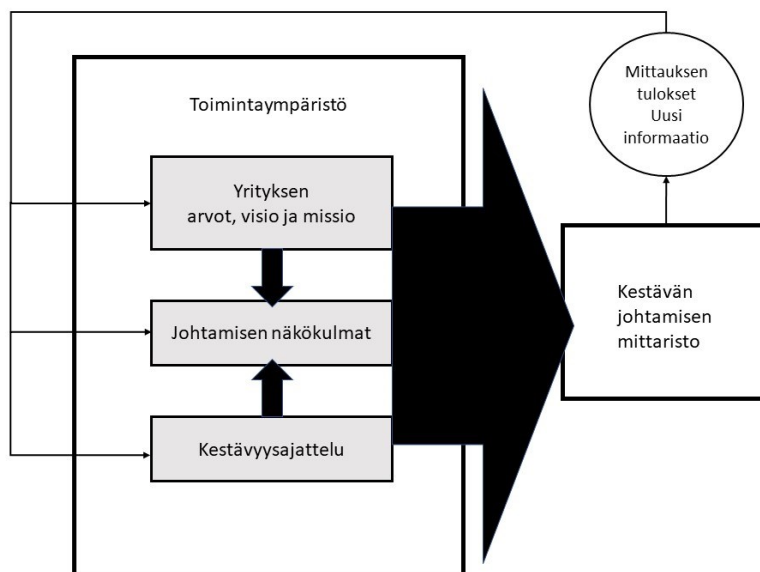 Toimintaympäristö
Yrityksen
arvot, visio ja missio
Johtamisen näkökulmat
Kestävyysajattelu
Mittauksen
tulokset
Uusi
informaatio
Kestävän
johtamisen
mittaristo